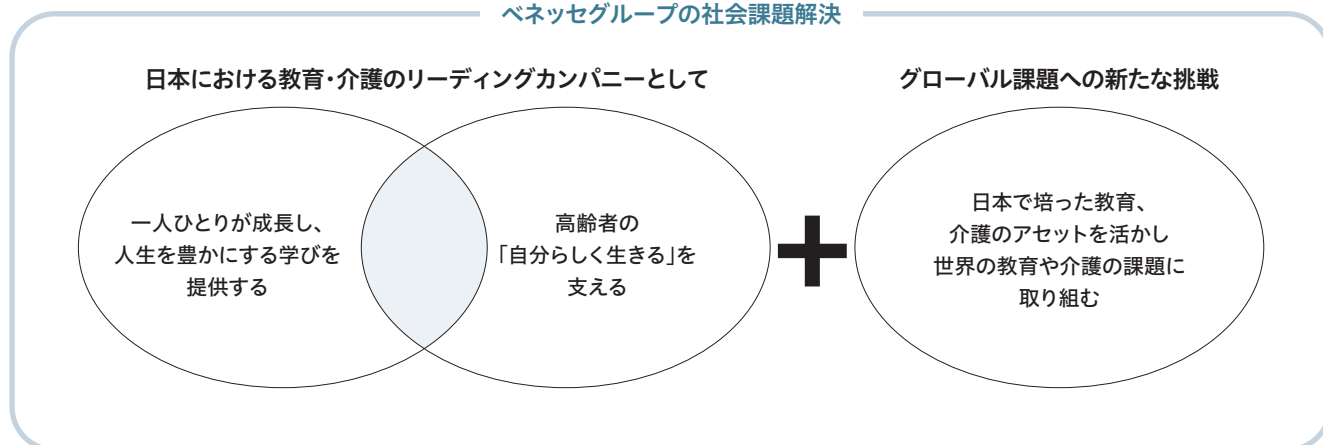 ベネッセグループの社会課題解決
日本における教育・介護のリーディングカンパニーとして
一人ひとりが成長し、
人生を豊かにする学びを
提供する
高齢者の
「自分らしく生きる」を
支える
グローバル課題への新たな挑戦
日本で培った教育、
介護のアセットを活かし
世界の教育や介護の課題に
取り組む